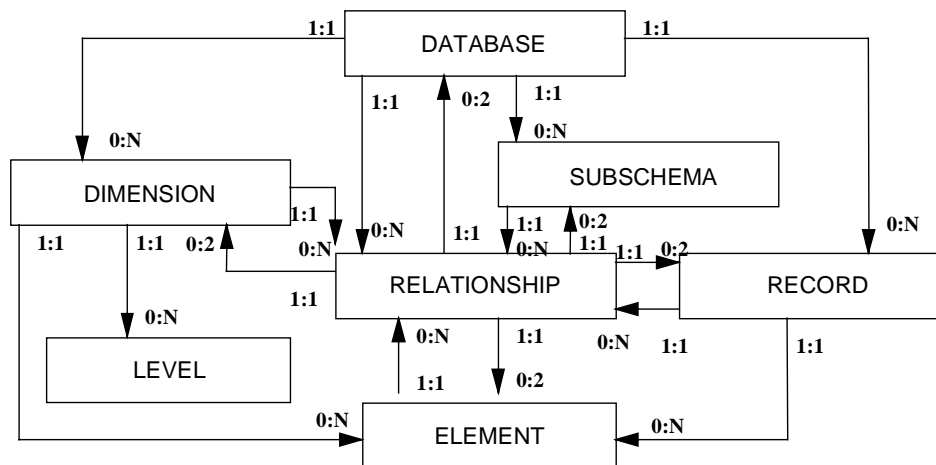 1:1 DATABASE 1:1
1:1 0:2 1:1
0:N 0:N
DIMENSION SUBSCHEMA
1:1 1:1 0:2 1:1 0:N 1:1 1:1 0:2 0:N
0:N 0:N 1:1 1:1 0:2
1:1 RELATIONSHIP RECORD
0:N 0:N 1:1 0:N 1:1 1:1
LEVEL 1:1 0:2
0:N ELEMENT 0:N